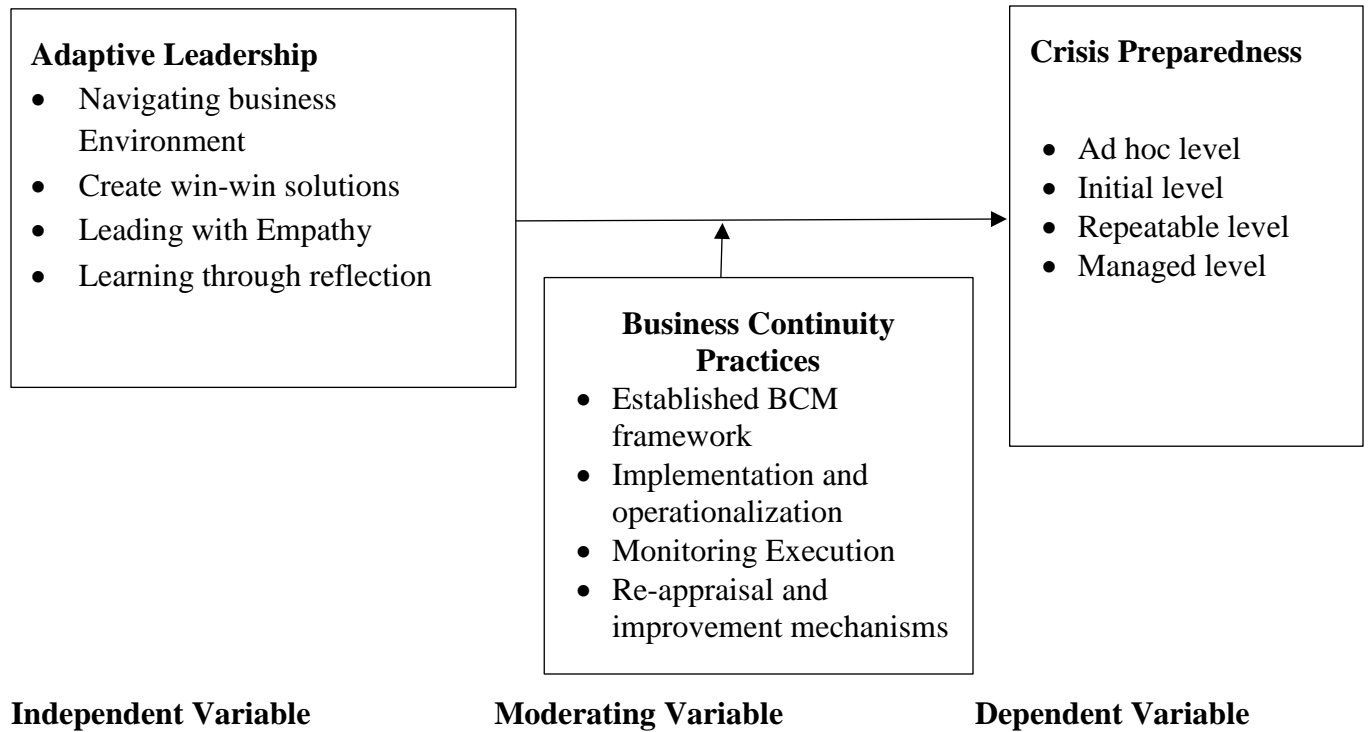 Adaptive Leadership
• Navigating business
Environment
• Create win-win solutions
• Leading with Empathy
• Learning through reflection
Crisis Preparedness
• Ad hoc level
• Initial level
• Repeatable level
• Managed level
Business Continuity
Practices
• Established BCM
framework
• Implementation and
operationalization
• Monitoring Execution
• Re-appraisal and
improvement mechanisms
Independent Variable
Moderating Variable
Dependent Variable